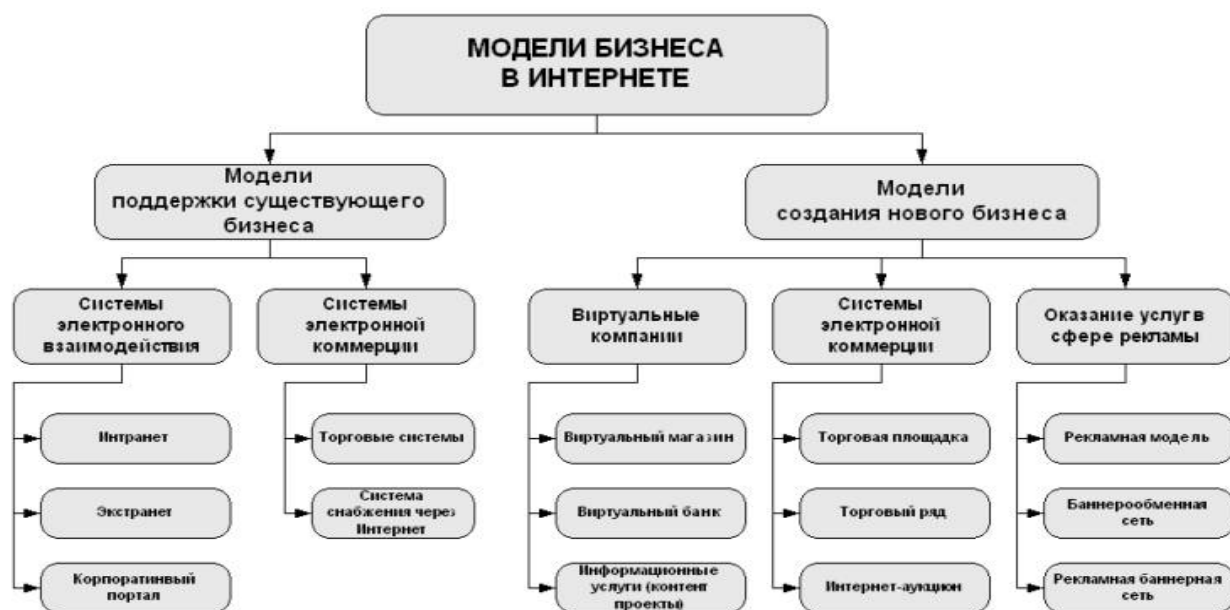 МОДЕЛИ БИЗНЕСА
В ИНТЕРНЕТЕ
Модели
поддержки существующего
бизнеса
Модели
создания нового бизнеса
Системы
электронного
взаимодействия
Системы
электронной
коммерции
Виртуальные
компании
Системы
электронной
коммерции
Оказание услуг в
сфере рекламы
Интранет
Экстранет
Корпоратинвый
портал
Торговые системы
Система
снабжения через
Интернет
Виртуальный магазин
Виртуальный банк
Информационные
услуги (контент
проекты)
Торговая площадка
Торговый ряд
Интернет-аукцион
Рекламная модель
Баннерообменная
сеть
Рекламная баннерная
сеть